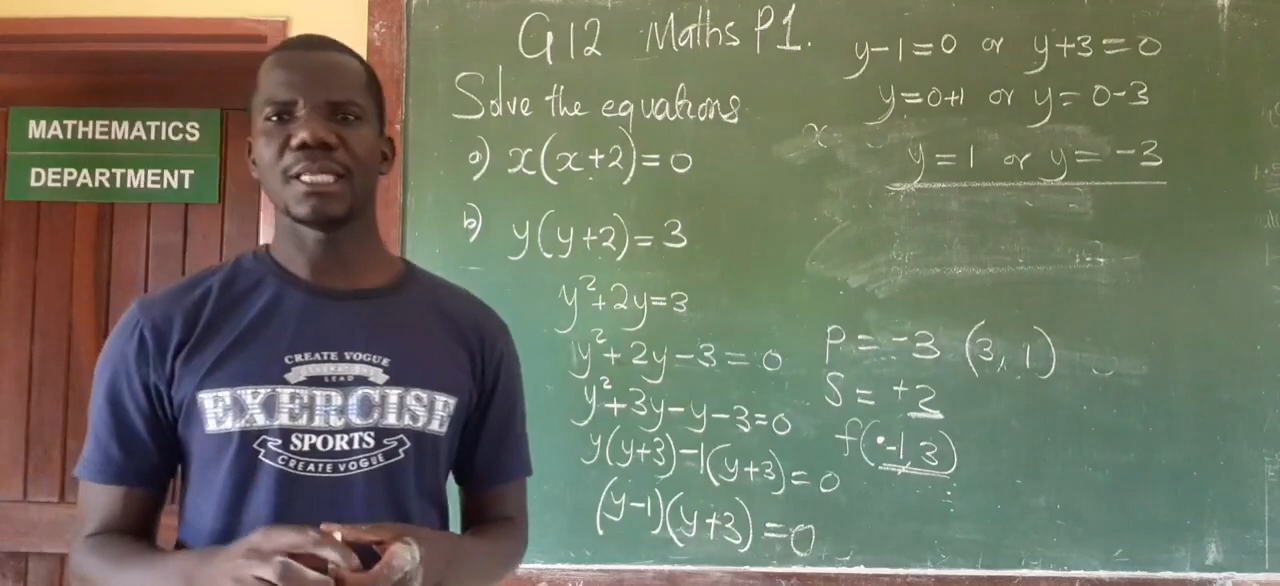 MATHEMATICS
DEPARTMENT
CREATE VOGUE
LEAD
EXERCISE
SPORTS
CREATE VOGUE
G12 Maths P1.
Solve the equations
a) x(x+2)=0
b) y(y+2)=3
y²+2y=3
y²+2y-3=0
y²+3y-y-3=0
y(y+3)-1(y+3)=0
(y-1)(y+3)=0
y-1=0 or y+3=0
y=0+1 or y=0-3
x
y=1 or y=-3
P=-3 (3,1)
S=+2
f(-1,3)